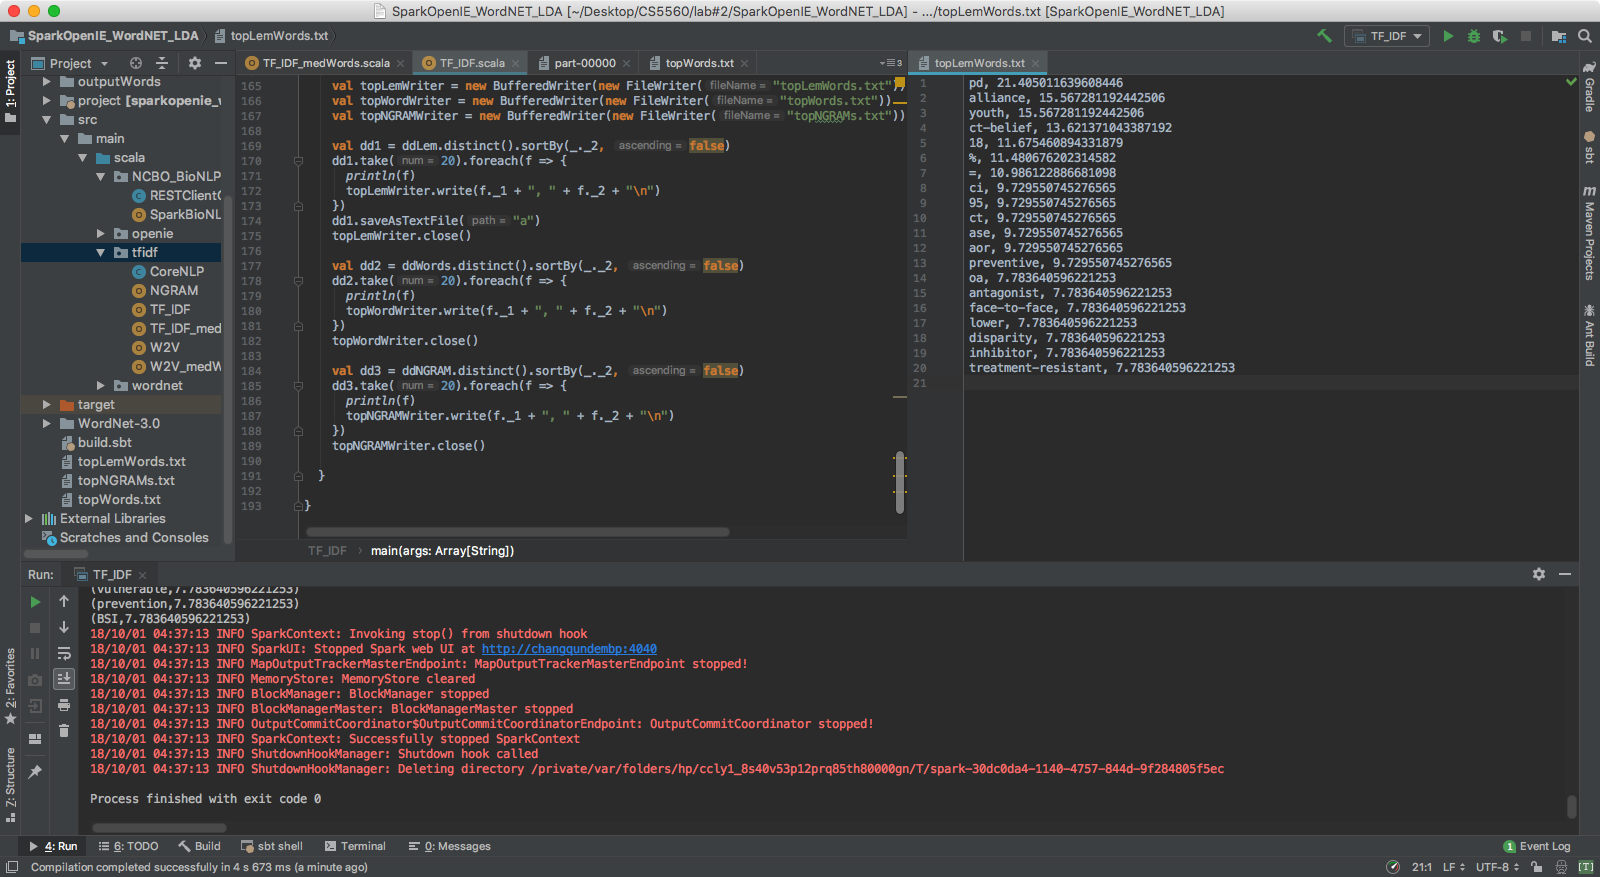 SparkOpenIE_WordNET_LDA [~/Desktop/CS5560/lab#2/SparkOpenIE_WordNET_LDA] - .../topLemWords.txt [SparkOpenIE_WordNET_LDA]
SparkOpenIE_WordNET_LDA topLemWords.txt
TF_IDF
1: Project
2: Favorites
Z: Structure
Project
outputWords
project [sparkopenie_w
src
main
scala
NCBO_BioNLP
RESTClient
SparkBioNL
openie
tfidf
CoreNLP
NGRAM
TF_IDF
TF_IDF_med
W2V
W2V_medW
wordnet
target
WordNet-3.0
build.sbt
topLemWords.txt
topNGRAMs.txt
topWords.txt
External Libraries
Scratches and Consoles
TF_IDF_medWords.scala TF_IDF.scala part-00000 topWords.txt
3
165 val topLemWriter = new BufferedWriter(new FileWriter( fileName = "topLemWords.txt"))
166 val topWordWriter = new BufferedWriter(new FileWriter( fileName = "topWords.txt"))
167 val topNGRAMWriter = new BufferedWriter(new FileWriter( fileName = "topNGRAMs.txt"))
168
169 val dd1 = ddLem.distinct().sortBy(_._2, ascending = false)
170 dd1.take( num = 20).foreach(f => {
171 println(f)
172 topLemWriter.write(f._1 + ", " + f._2 + "\n")
173 })
174 dd1.saveAsTextFile( path = "a")
175 topLemWriter.close()
176
177 val dd2 = ddWords.distinct().sortBy(_._2, ascending = false)
178 dd2.take( num = 20).foreach(f => {
179 println(f)
180 topWordWriter.write(f._1 + ", " + f._2 + "\n")
181 })
182 topWordWriter.close()
183
184 val dd3 = ddNGRAM.distinct().sortBy(_._2, ascending = false)
185 dd3.take( num = 20).foreach(f => {
186 println(f)
187 topNGRAMWriter.write(f._1 + ", " + f._2 + "\n")
188 })
189 topNGRAMWriter.close()
190
191 }
192
193 }
TF_IDF main(args: Array[String])
topLemWords.txt
1 pd, 21.405011639608446
2 alliance, 15.567281192442506
3 youth, 15.567281192442506
4 ct-belief, 13.621371043387192
5 18, 11.675460894331879
6 %, 11.480676202314582
7 =, 10.986122886681098
8 ci, 9.729550745276565
9 95, 9.729550745276565
10 ct, 9.729550745276565
11 ase, 9.729550745276565
12 aor, 9.729550745276565
13 preventive, 9.729550745276565
14 oa, 7.783640596221253
15 antagonist, 7.783640596221253
16 face-to-face, 7.783640596221253
17 lower, 7.783640596221253
18 disparity, 7.783640596221253
19 inhibitor, 7.783640596221253
20 treatment-resistant, 7.783640596221253
21
Gradle
sbt
Maven Projects
Ant Build
Run: TF_IDF
(vulnerable,7.783640596221253)
(prevention,7.783640596221253)
(BSI,7.783640596221253)
18/10/01 04:37:13 INFO SparkContext: Invoking stop() from shutdown hook
18/10/01 04:37:13 INFO SparkUI: Stopped Spark web UI at http://changgundembp:4040
18/10/01 04:37:13 INFO MapOutputTrackerMasterEndpoint: MapOutputTrackerMasterEndpoint stopped!
18/10/01 04:37:13 INFO MemoryStore: MemoryStore cleared
18/10/01 04:37:13 INFO BlockManager: BlockManager stopped
18/10/01 04:37:13 INFO BlockManagerMaster: BlockManagerMaster stopped
18/10/01 04:37:13 INFO OutputCommitCoordinator$OutputCommitCoordinatorEndpoint: OutputCommitCoordinator stopped!
18/10/01 04:37:13 INFO SparkContext: Successfully stopped SparkContext
18/10/01 04:37:13 INFO ShutdownHookManager: Shutdown hook called
18/10/01 04:37:13 INFO ShutdownHookManager: Deleting directory /private/var/folders/hp/ccly1_8s40v53p12prq85th80000gn/T/spark-30dc0da4-1140-4757-844d-9f284805f5ec
Process finished with exit code 0
4: Run 6: TODO Build sbt shell Terminal 0: Messages 1 Event Log
Compilation completed successfully in 4 s 673 ms (a minute ago) 21:1 LF UTF-8 [T]